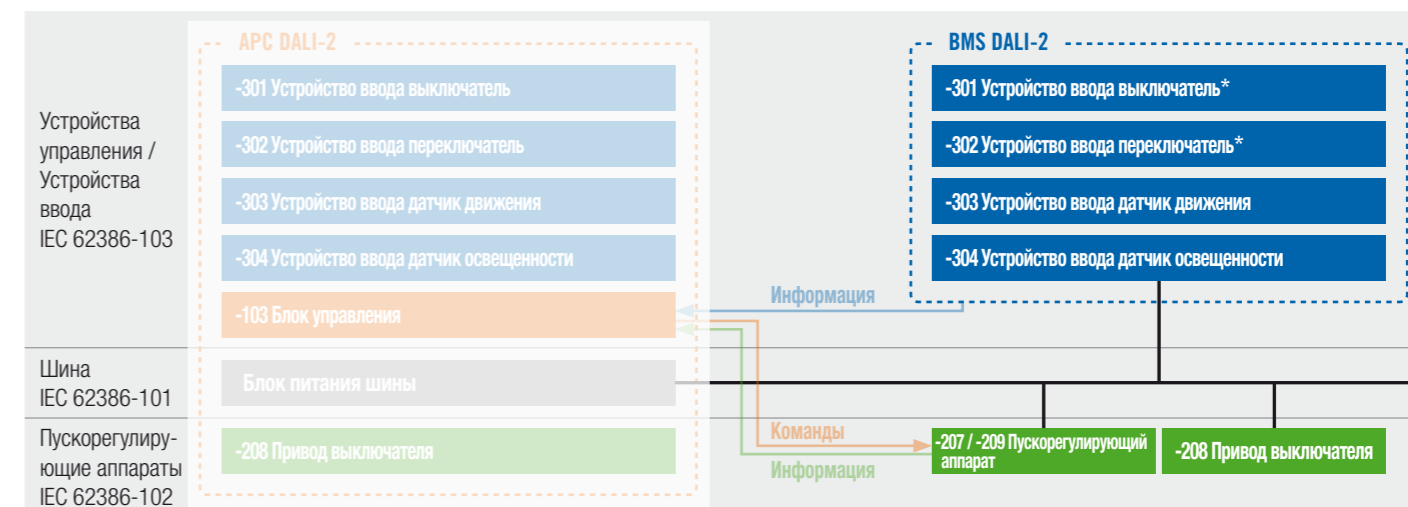 APC DALI-2
BMS DALI-2
Устройства
управления /
Устройства
ввода
IEC 62386-103
-301 Устройство ввода выключатель
-302 Устройство ввода переключатель
-303 Устройство ввода датчик движения
-304 Устройство ввода датчик освещенности
-103 Блок управления
-301 Устройство ввода выключатель*
-302 Устройство ввода переключатель*
-303 Устройство ввода датчик движения
-304 Устройство ввода датчик освещенности
Информация
Шина
IEC 62386-101
Блок питания шины
Пускорегулиру-
ющие аппараты
IEC 62386-102
-208 Привод выключателя
Команды
Информация
-207 / -209 Пускорегулирующий
аппарат
-208 Привод выключателя